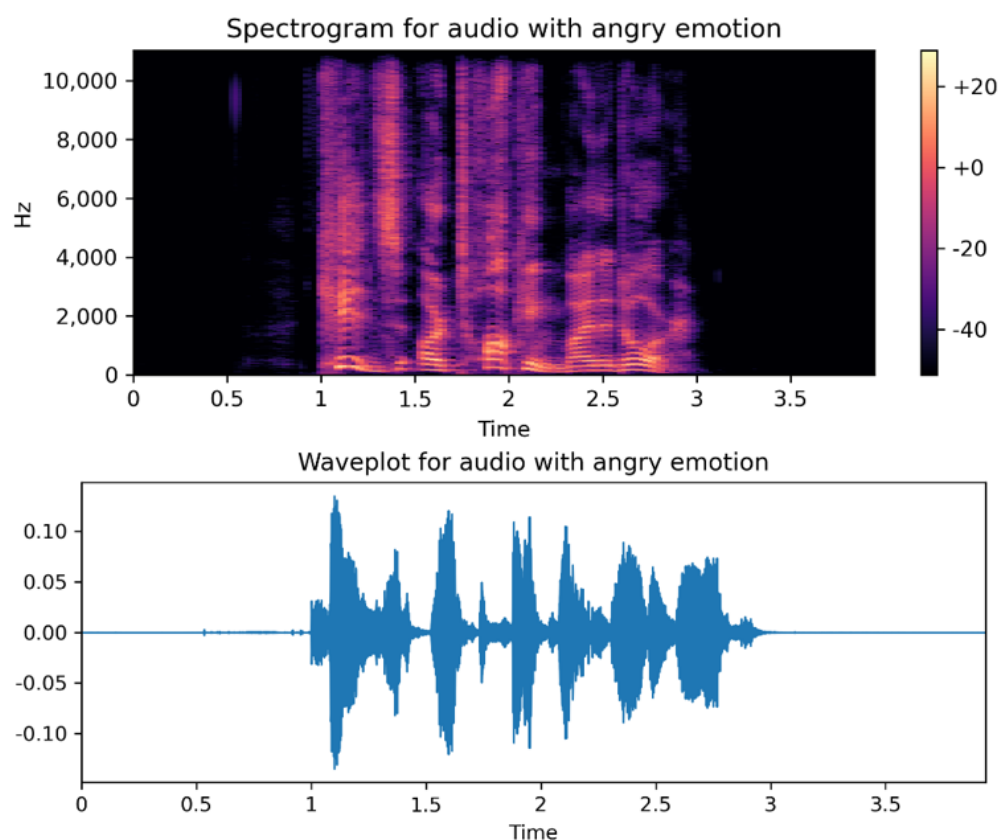 Spectrogram for audio with angry emotion
10,000
8,000
6,000
4,000
2,000
0
Hz
0 0.5 1 1.5 2 2.5 3 3.5
Time
+20
+0
-20
-40
Waveplot for audio with angry emotion
0.10
0.05
0.00
-0.05
-0.10
0 0.5 1 1.5 2 2.5 3 3.5
Time